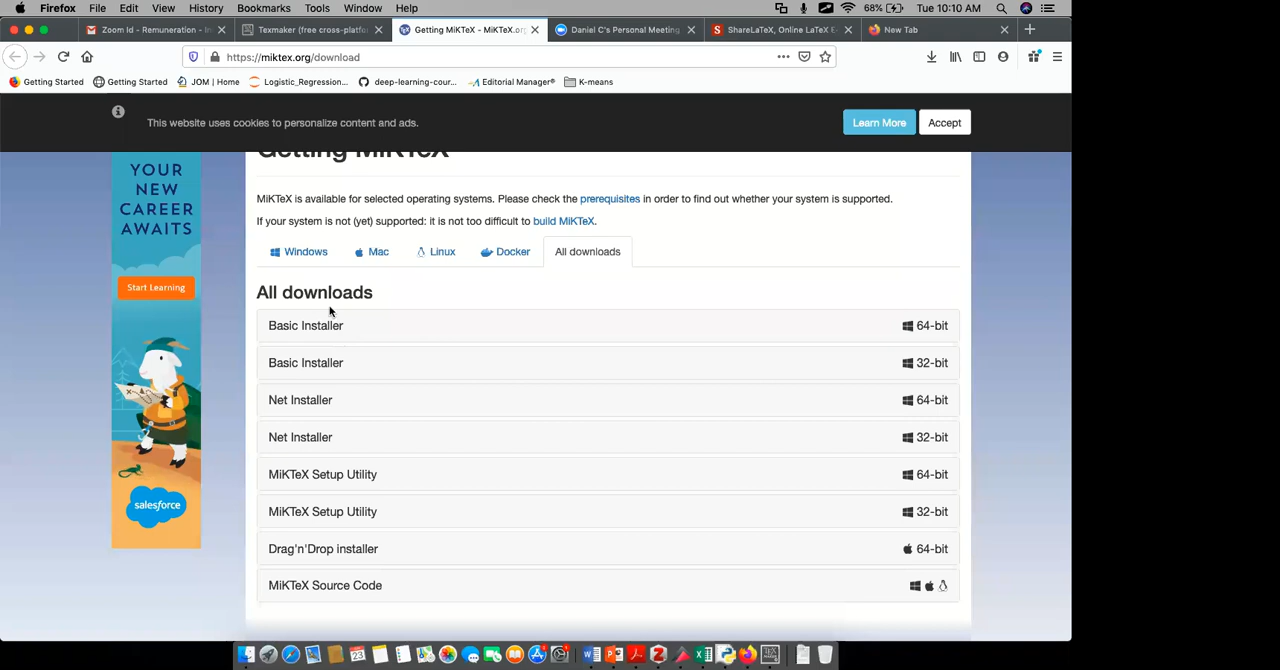 Firefox File Edit View History Bookmarks Tools Window Help 68% Tue 10:10 AM
Zoom Id - Remuneration - In Texmaker (free cross-platfo Getting MiKTeX - MiKTeX.or Daniel C's Personal Meeting ShareLaTeX, Online LaTeX E New Tab
https://miktex.org/download
Getting Started Getting Started JOM | Home Logistic_Regression... deep-learning-cour... Editorial Manager® K-means
This website uses cookies to personalize content and ads. Learn More Accept
Getting MiKTeX
YOUR
NEW
CAREER
AWAITS
Start Learning
salesforce
MiKTeX is available for selected operating systems. Please check the prerequisites in order to find out whether your system is supported.
If your system is not (yet) supported: it is not too difficult to build MiKTeX.
Windows Mac Linux Docker All downloads
All downloads
Basic Installer 64-bit
Basic Installer 32-bit
Net Installer 64-bit
Net Installer 32-bit
MiKTeX Setup Utility 64-bit
MiKTeX Setup Utility 32-bit
Drag'n'Drop installer 64-bit
MiKTeX Source Code